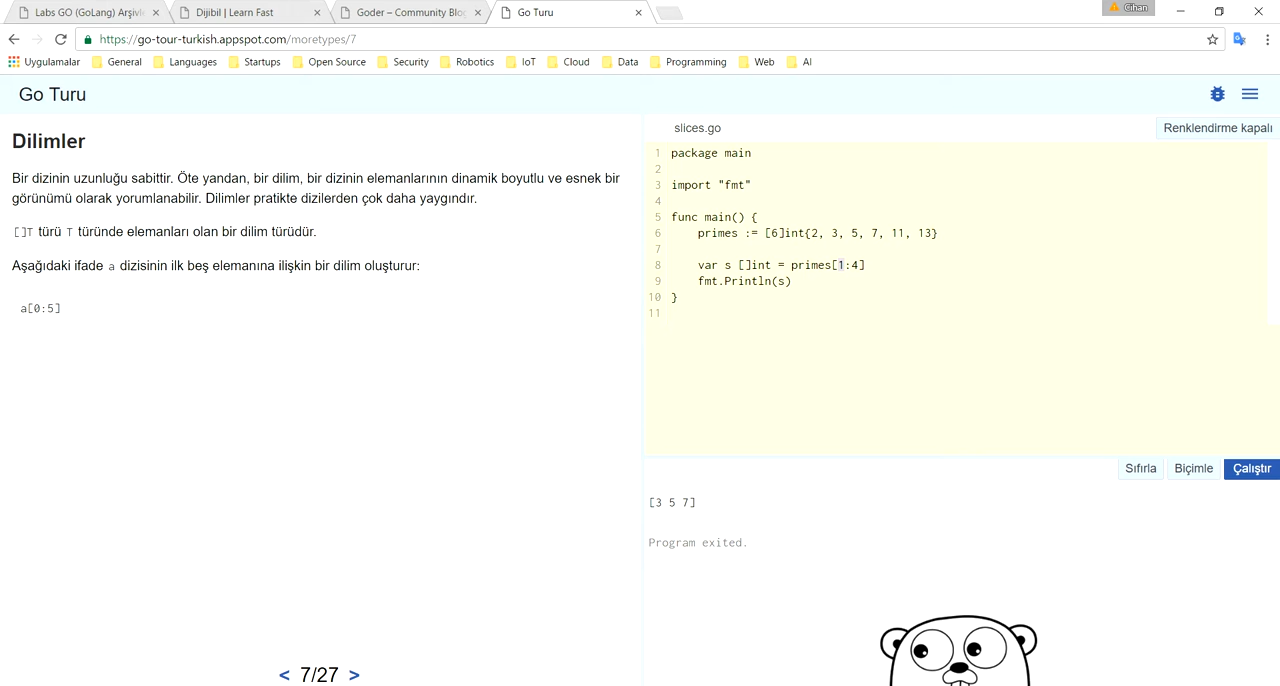 Labs GO (GoLang) Arşivle
Dijibil | Learn Fast
Goder – Community Blog
Go Turu
Cihan
https://go-tour-turkish.appspot.com/moretypes/7
Uygulamalar General Languages Startups Open Source Security Robotics IoT Cloud Data Programming Web AI
Go Turu
Dilimler
Bir dizinin uzunluğu sabittir. Öte yandan, bir dilim, bir dizinin elemanlarının dinamik boyutlu ve esnek bir
görünümü olarak yorumlanabilir. Dilimler pratikte dizilerden çok daha yaygındır.
[]T türü T türünde elemanları olan bir dilim türüdür.
Aşağıdaki ifade a dizisinin ilk beş elemanına ilişkin bir dilim oluşturur:
a[0:5]
< 7/27 >
slices.go
Renklendirme kapalı
1 package main
2
3 import "fmt"
4
5 func main() {
6 primes := [6]int{2, 3, 5, 7, 11, 13}
7
8 var s []int = primes[1:4]
9 fmt.Println(s)
10 }
11
Sıfırla Biçimle Çalıştır
[3 5 7]
Program exited.